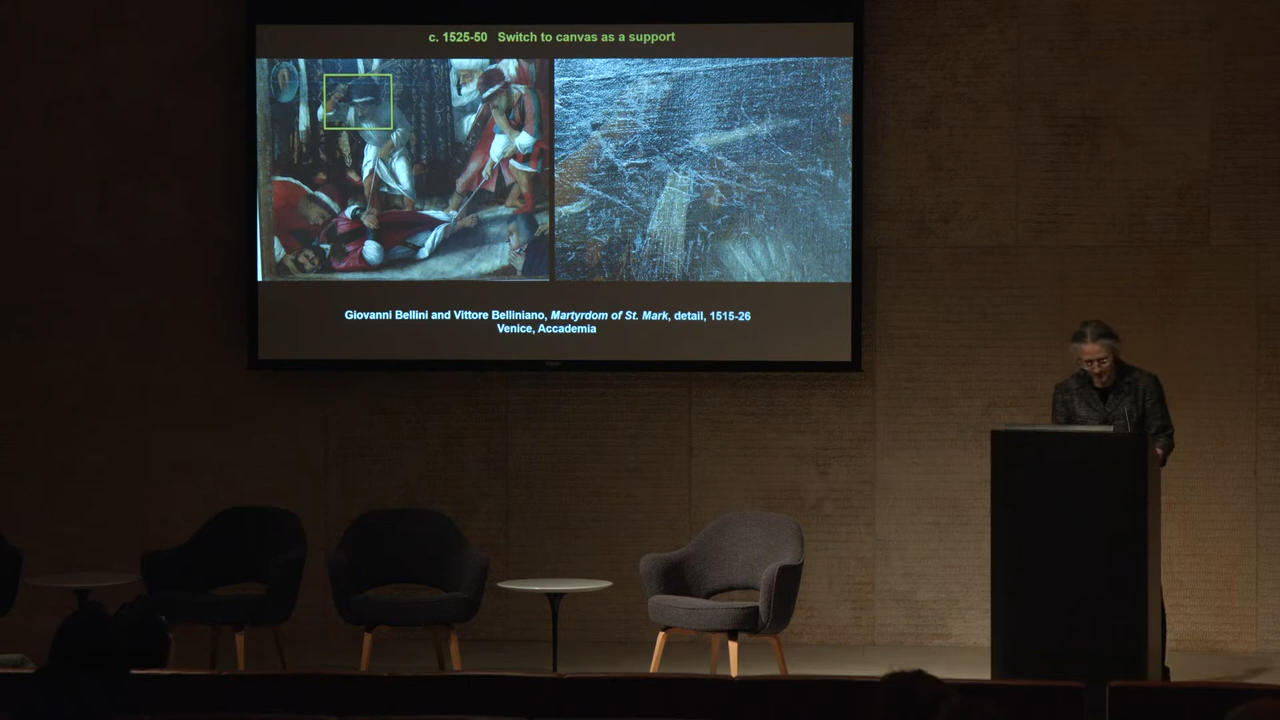 c. 1525-50 Switch to canvas as a support
Giovanni Bellini and Vittore Belliniano, Martyrdom of St. Mark, detail, 1515-26
Venice, Accademia